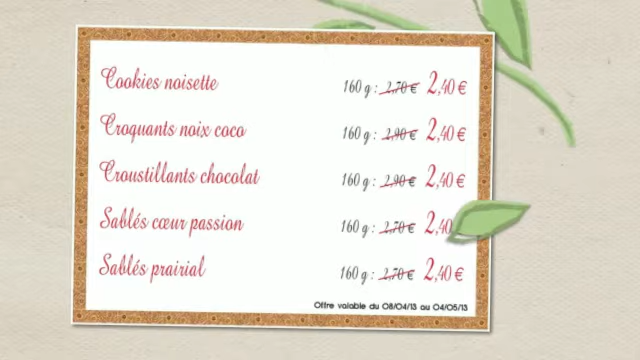 Cookies noisette 160 g : 2,70 € 2,40 €
Croquants noix coco 160 g : 2,90 € 2,40 €
Croustillants chocolat 160 g : 2,90 € 2,40 €
Sablés cœur passion 160 g : 2,70 € 2,40
Sablés prairial 160 g : 2,70 € 2,40 €
Offre valable du 08/04/13 au 04/05/13